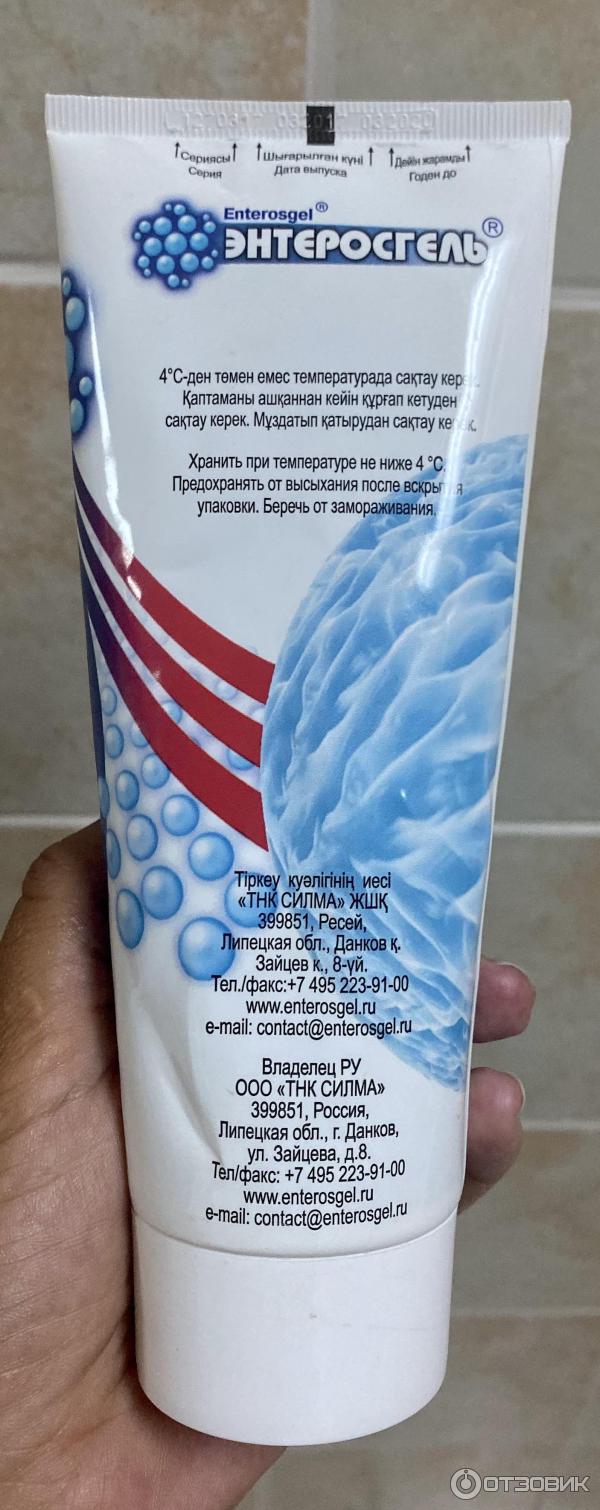 032017 032020
Сериясы Шығарылған күні Дейін жарамды
Серия Дата выпуска Годен до
Enterosgel®
ЭНТЕРОСГЕЛЬ®
4°С-ден төмен емес температурада сақтау керек.
Қаптаманы ашқаннан кейін құрғап кетуден
сақтау керек. Мұздатып қатырудан сақтау керек.
Хранить при температуре не ниже 4 °С.
Предохранять от высыхания после вскрытия
упаковки. Беречь от замораживания.
Тіркеу куәлігінің иесі
«ТНК СИЛМА» ЖШҚ
399851, Ресей,
Липецкая обл., Данков қ.
Зайцев к., 8-үй.
Тел./факс:+7 495 223-91-00
www.enterosgel.ru
e-mail: contact@enterosgel.ru
Владелец РУ
ООО «ТНК СИЛМА»
399851, Россия,
Липецкая обл., г. Данков,
ул. Зайцева, д.8.
Тел/факс: +7 495 223-91-00
www.enterosgel.ru
e-mail: contact@enterosgel.ru
ОТЗОВИК